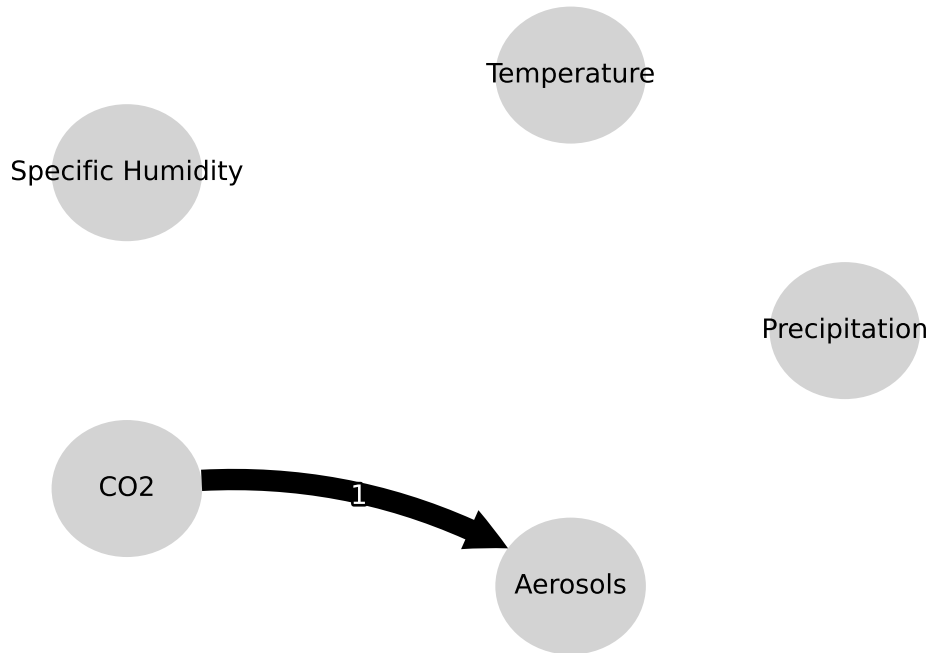 Temperature
Specific Humidity
Precipitation
CO2
1
Aerosols